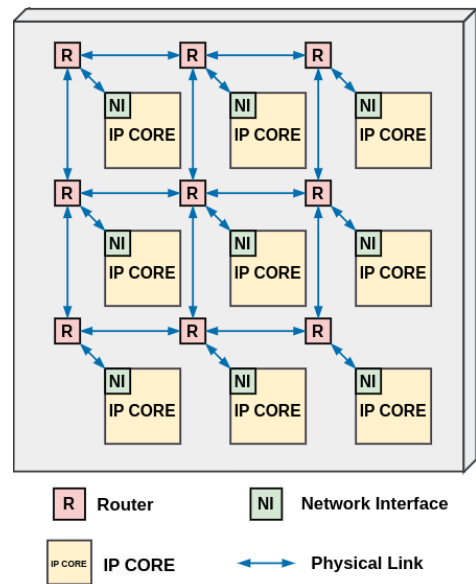 R R R
NI NI NI
IP CORE IP CORE IP CORE
R R R
NI NI NI
IP CORE IP CORE IP CORE
R R R
NI NI NI
IP CORE IP CORE IP CORE
R Router NI Network Interface
IP CORE IP CORE Physical Link